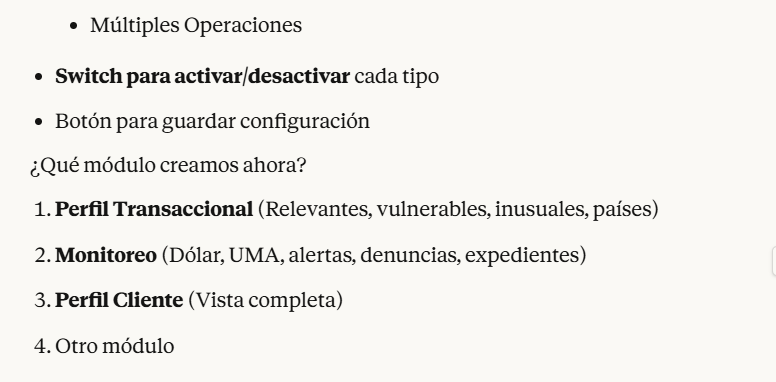 • Múltiples Operaciones
• Switch para activar/desactivar cada tipo
• Botón para guardar configuración
¿Qué módulo creamos ahora?
1. Perfil Transaccional (Relevantes, vulnerables, inusuales, países)
2. Monitoreo (Dólar, UMA, alertas, denuncias, expedientes)
3. Perfil Cliente (Vista completa)
4. Otro módulo